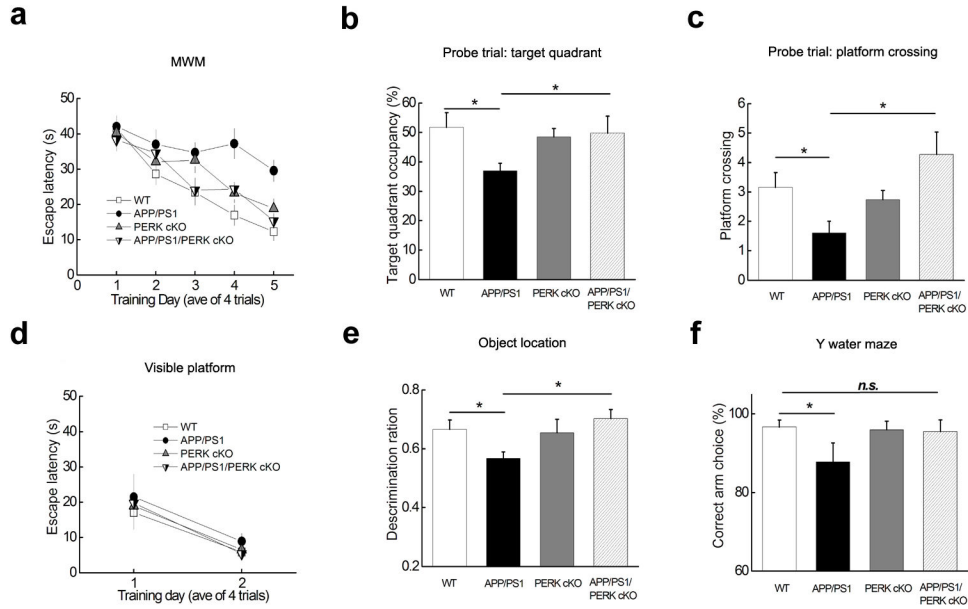 a
MWM
Escape latency (s)
50
40
30
20
10
0
WT
APP/PS1
PERK cKO
APP/PS1/PERK cKO
0 1 2 3 4 5
Training Day (ave of 4 trials)
b
Probe trial: target quadrant
Target quadrant occupancy (%)
60
50
40
30
20
10
0
* *
WT APP/PS1 PERK cKO APP/PS1/
PERK cKO
c
Probe trial: platform crossing
Platform crossing
6
5
4
3
2
1
0
* *
WT APP/PS1 PERK cKO APP/PS1/
PERK cKO
d
Visible platform
Escape latency (s)
50
40
30
20
10
0
WT
APP/PS1
PERK cKO
APP/PS1/PERK cKO
1 2
Training day (ave of 4 trials)
e
Object location
Descrimination ration
0.8
0.6
0.4
0.2
* *
WT APP/PS1 PERK cKO APP/PS1/
PERK cKO
f
Y water maze
Correct arm choice (%)
100
80
60
n.s.
*
WT APP/PS1 PERK cKO APP/PS1/
PERK cKO